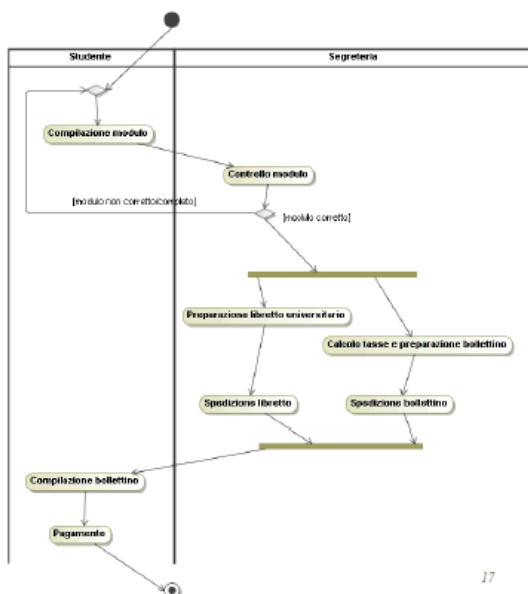 Studente
Segreteria
Compilazione modulo
Controllo modulo
[modulo non corretto/completo]
[modulo corretto]
Preparazione libretto universitario
Calcolo tasse e preparazione bollettino
Spedizione libretto
Spedizione bollettino
Compilazione bollettino
Pagamento
17